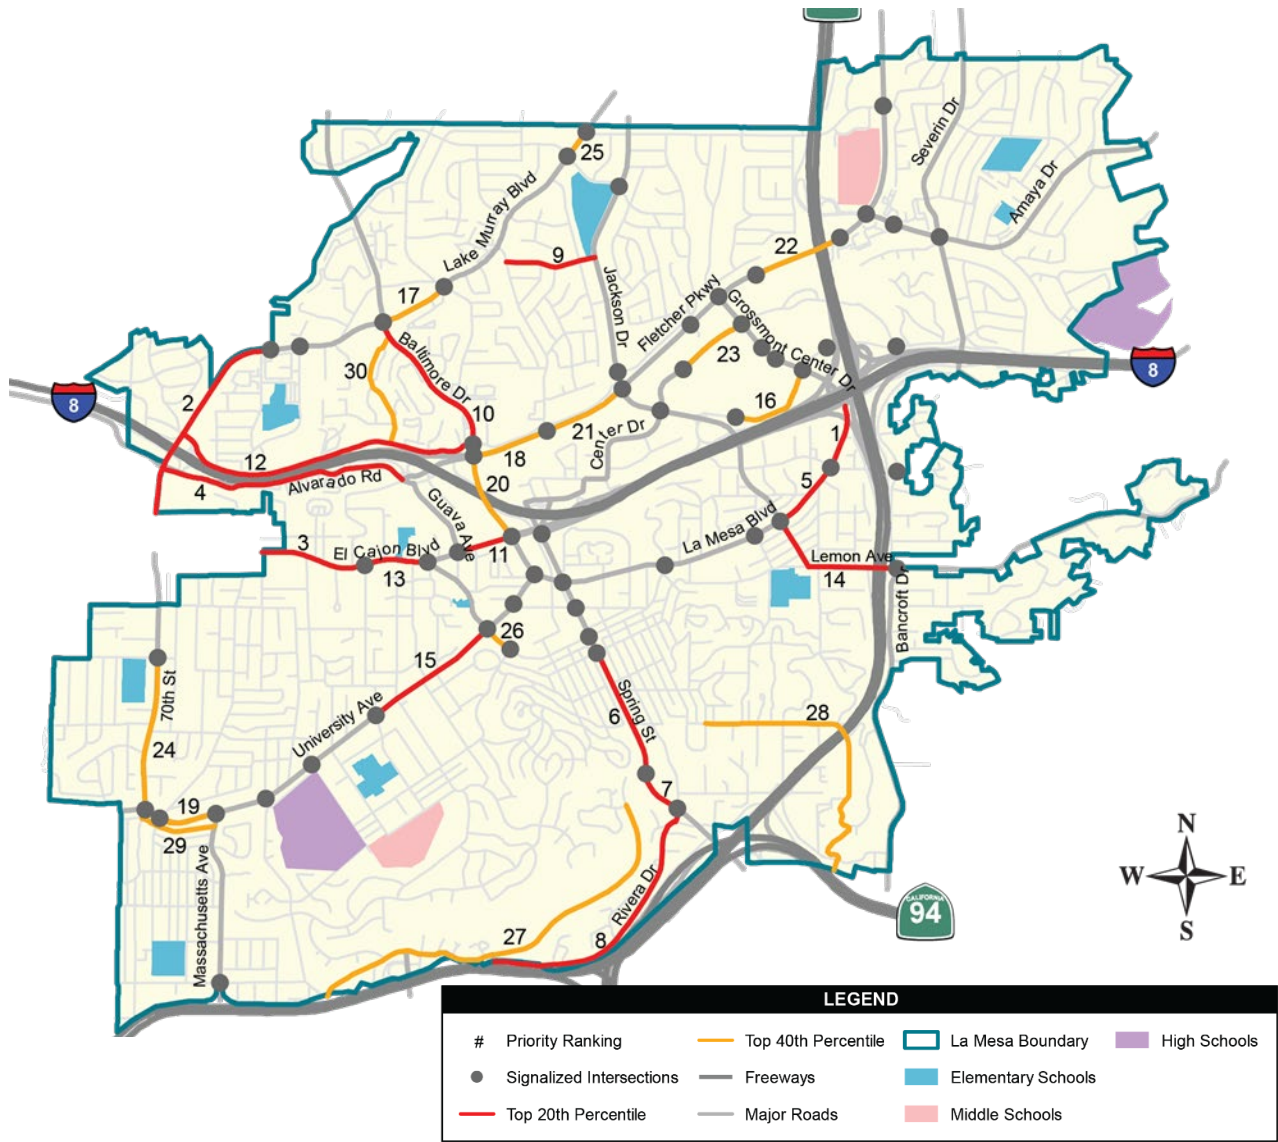 25
Severin Dr
Amaya Dr
Lake Murray Blvd
9
22
Jackson Dr
17
Fletcher Pkwy
Grossmont Center Dr
23
Baltimore Dr
30
8
8
2
10
16
21
Center Dr
1
18
12
20
5
4
Alvarado Rd
Guava Ave
La Mesa Blvd
3
El Cajon Blvd
11
13
Lemon Ave
14
Bancroft Dr
26
15
70th St
Spring St
6
28
University Ave
24
7
19
29
Massachusetts Ave
Rivera Dr
N
W
E
S
CALIFORNIA
94
27
8
LEGEND
# Priority Ranking
Top 40th Percentile
La Mesa Boundary
High Schools
Signalized Intersections
Freeways
Elementary Schools
Top 20th Percentile
Major Roads
Middle Schools